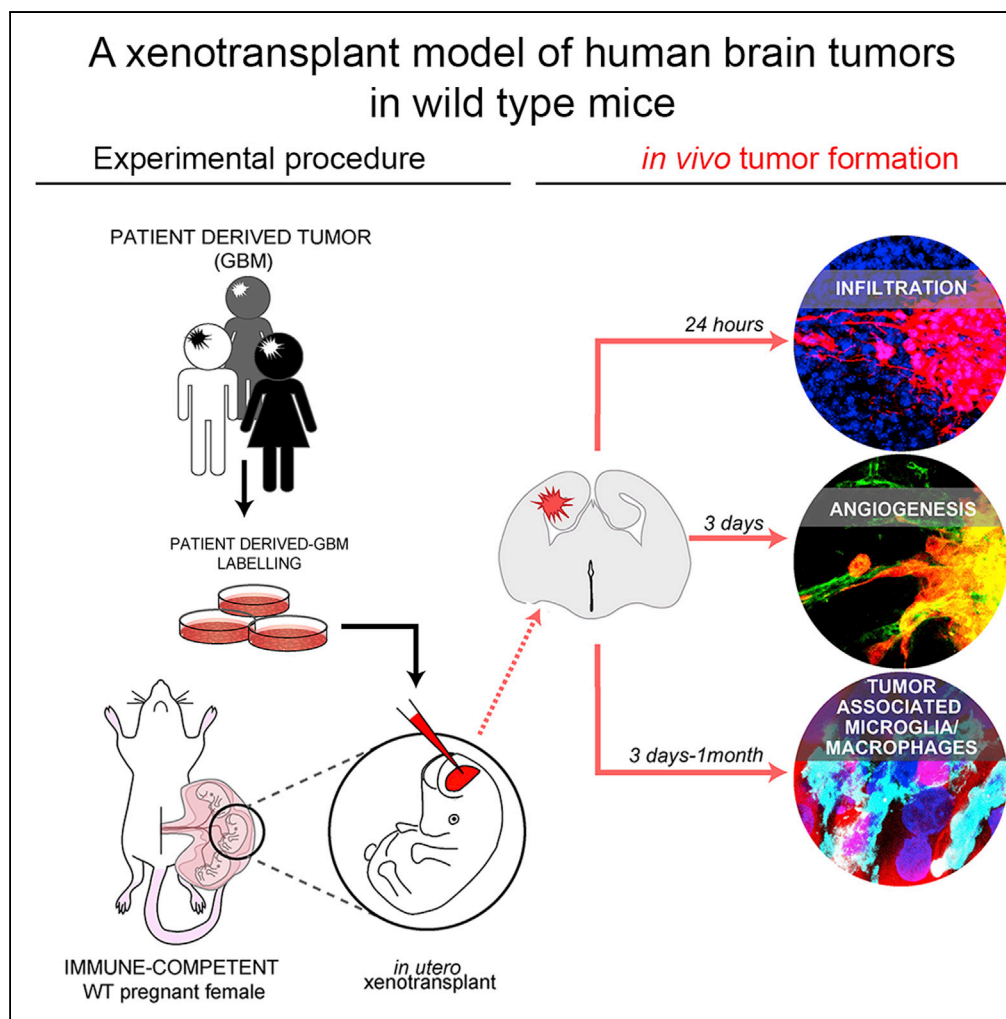 A xenotransplant model of human brain tumors
in wild type mice
Experimental procedure
in vivo tumor formation
PATIENT DERIVED TUMOR
(GBM)
PATIENT DERIVED-GBM
LABELLING
IMMUNE-COMPETENT
WT pregnant female
in utero
xenotransplant
24 hours
INFILTRATION
3 days
ANGIOGENESIS
3 days-1month
TUMOR
ASSOCIATED
MICROGLIA/
MACROPHAGES